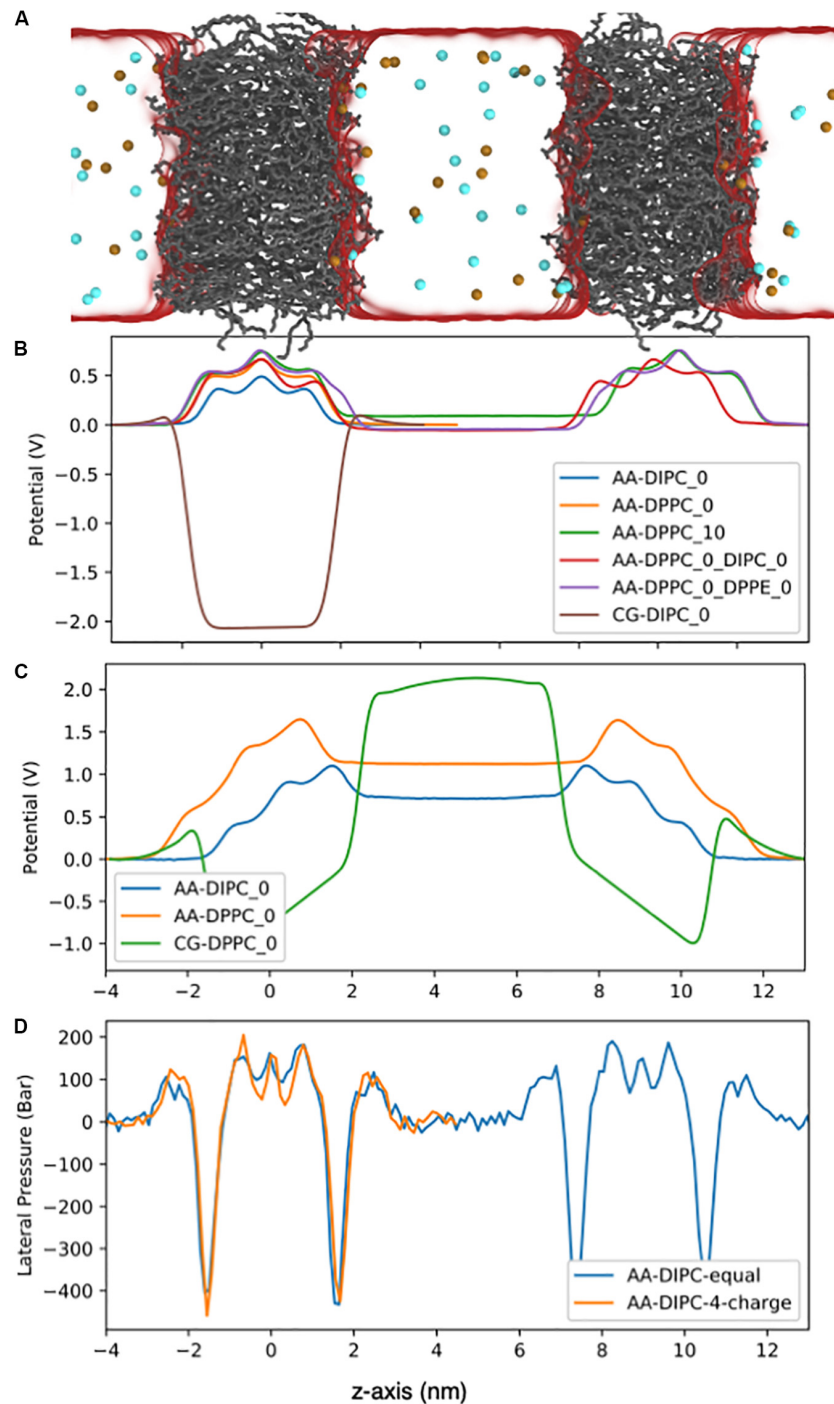 A
B
0.5
0.0
−0.5
−1.0
−1.5
−2.0
Potential (V)
AA-DIPC_0
AA-DPPC_0
AA-DPPC_10
AA-DPPC_0_DIPC_0
AA-DPPC_0_DPPE_0
CG-DIPC_0
C
2.0
1.5
1.0
0.5
0.0
−0.5
−1.0
Potential (V)
AA-DIPC_0
AA-DPPC_0
CG-DPPC_0
−4 −2 0 2 4 6 8 10 12
D
200
100
0
−100
−200
−300
−400
Lateral Pressure (Bar)
AA-DIPC-equal
AA-DIPC-4-charge
−4 −2 0 2 4 6 8 10 12
z-axis (nm)